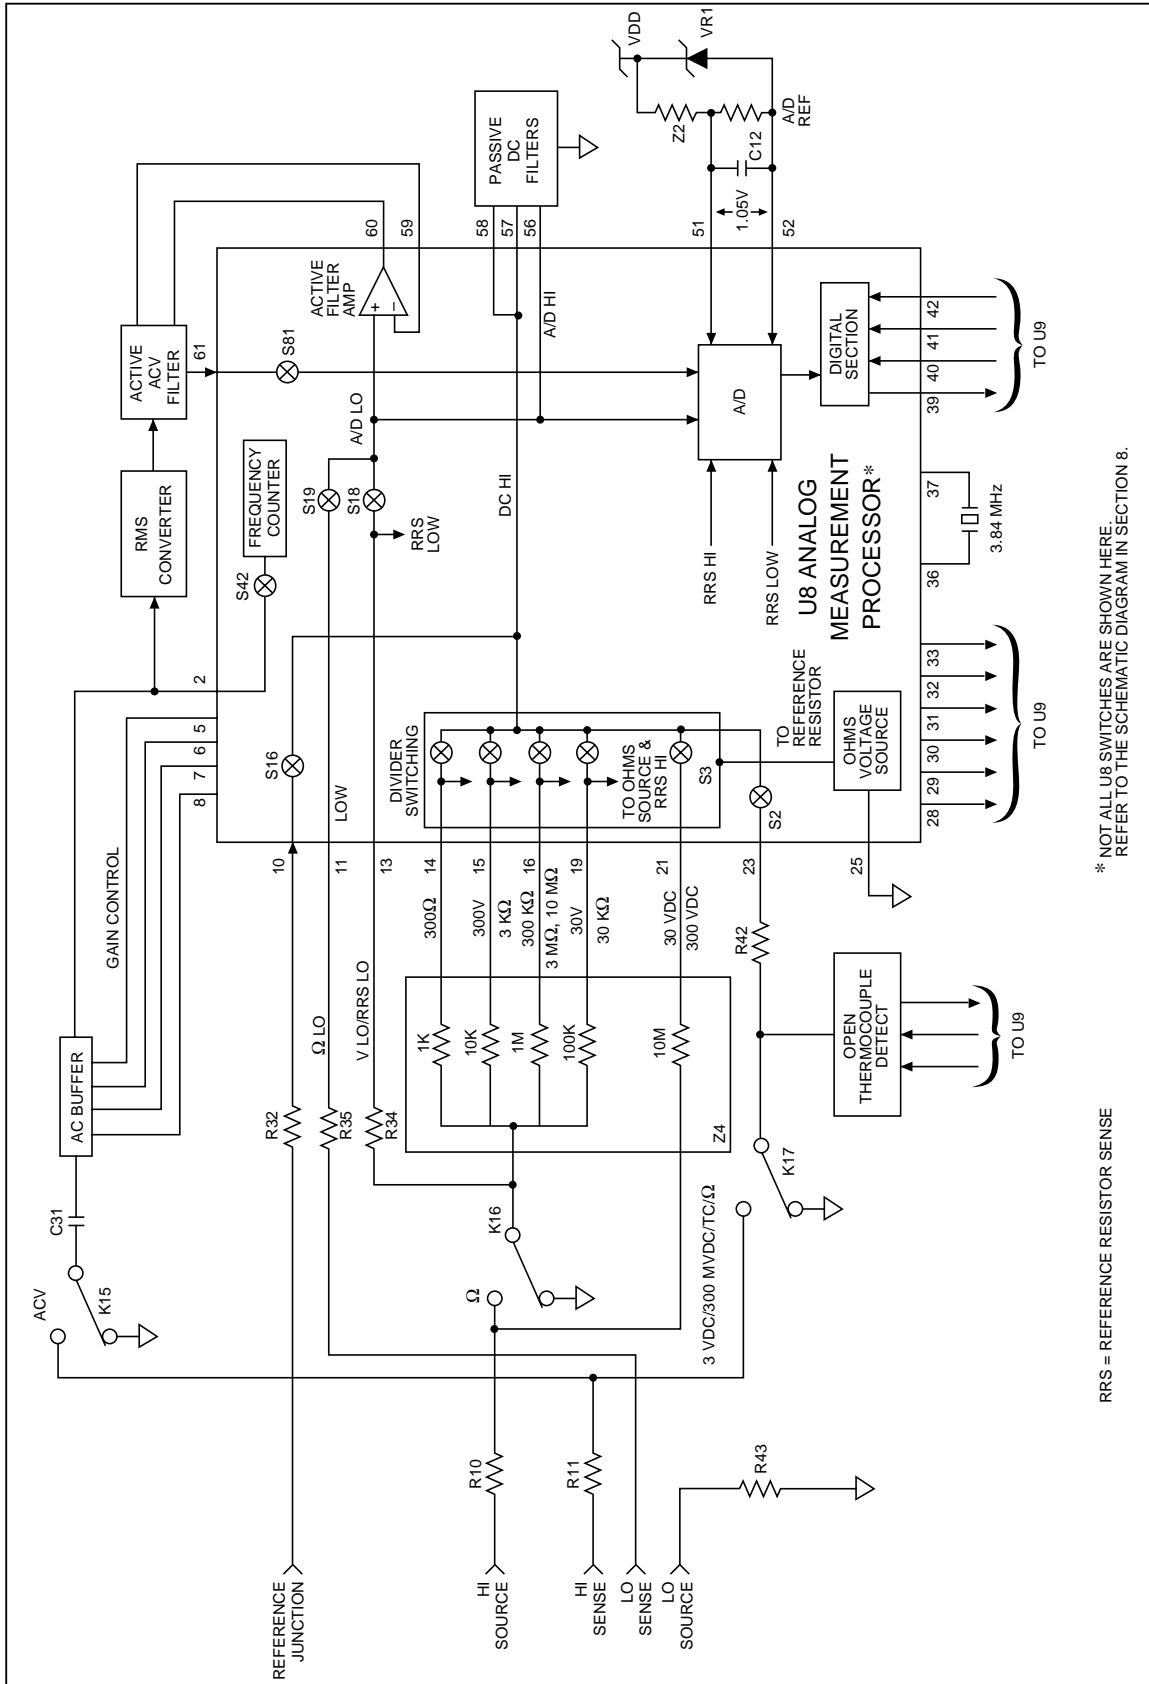 VDD
VR1
Z2
A/D
REF
C12
1.05V
51
52
PASSIVE
DC
FILTERS
58
57
56
60
59
ACTIVE
FILTER
AMP
+
–
A/D HI
ACTIVE
ACV
FILTER
61
S81
RMS
CONVERTER
FREQUENCY
COUNTER
S42
A/D LO
S19
S18
RRS
LOW
DC HI
A/D
RRS HI
RRS LOW
DIGITAL
SECTION
42
41
40
39
TO U9
U8 ANALOG
MEASUREMENT
PROCESSOR*
37
36
3.84 MHz
2
5
6
7
8
GAIN CONTROL
S16
LOW
DIVIDER
SWITCHING
TO OHMS
SOURCE &
RRS HI
S3
TO
REFERENCE
RESISTOR
OHMS
VOLTAGE
SOURCE
S2
33
32
31
30
29
28
TO U9
10
11
13
14
15
16
19
21
23
25
300Ω
300V
3 KΩ
300 KΩ
3 MΩ, 10 MΩ
30V
30 KΩ
30 VDC
300 VDC
R42
AC BUFFER
C31
ACV
K15
R32
Ω LO
R35
V LO/RRS LO
R34
1K
10K
1M
100K
10M
Z4
OPEN
THERMOCOUPLE
DETECT
TO U9
K16
Ω
K17
3 VDC/300 MVDC/TC/Ω
R10
R11
R43
REFERENCE
JUNCTION
HI
SOURCE
HI
SENSE
LO
SENSE
LO
SOURCE
* NOT ALL U8 SWITCHES ARE SHOWN HERE.
REFER TO THE SCHEMATIC DIAGRAM IN SECTION 8.
RRS = REFERENCE RESISTOR SENSE